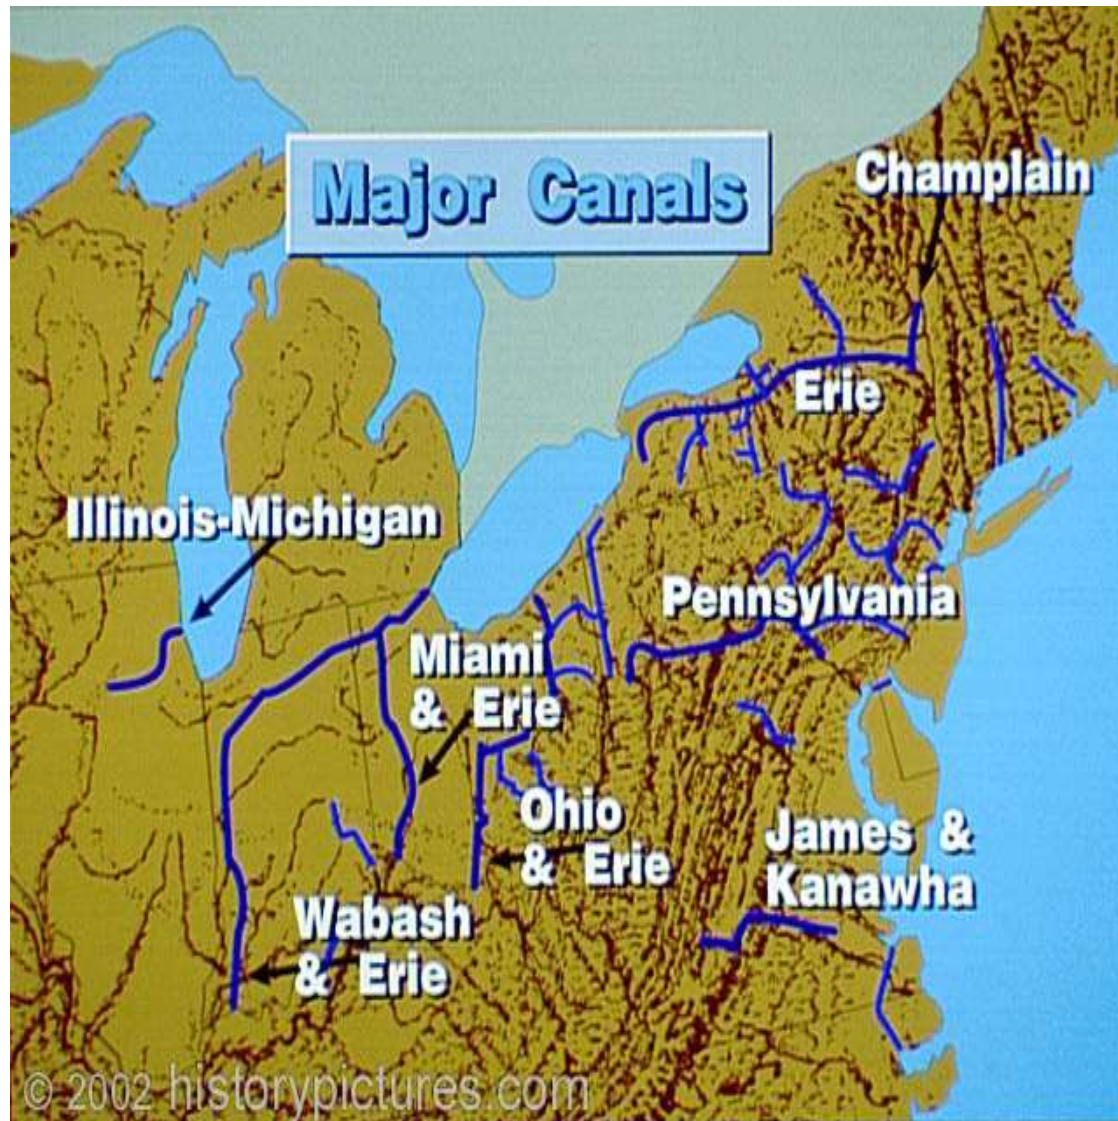 Major Canals
Champlain
Erie
Illinois-Michigan
Pennsylvania
Miami
& Erie
Ohio
& Erie
James &
Kanawha
Wabash
& Erie
© 2002 historypictures.com